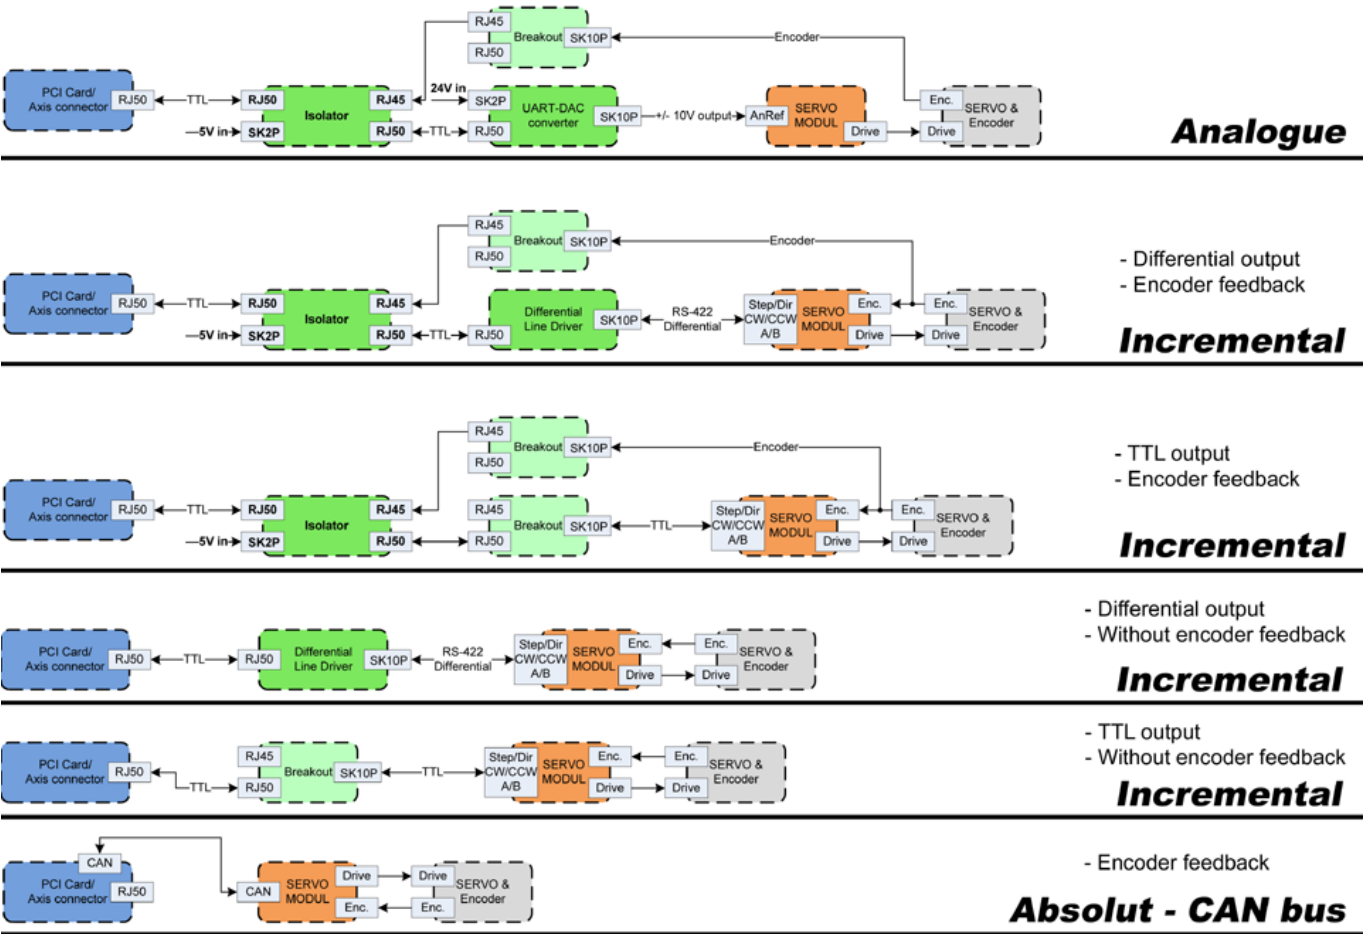 RJ45
Breakout
SK10P
Encoder
RJ50
PCI Card/
Axis connector
RJ50
TTL
RJ50
Isolator
RJ45
24V in
SK2P
UART-DAC
converter
SK10P
+/- 10V output
AnRef
SERVO
MODUL
Drive
Enc.
Drive
SERVO &
Encoder
5V in
SK2P
RJ50
TTL
RJ50
Analogue
RJ45
Breakout
SK10P
Encoder
RJ50
PCI Card/
Axis connector
RJ50
TTL
RJ50
Isolator
RJ45
5V in
SK2P
RJ50
TTL
RJ50
Differential
Line Driver
SK10P
RS-422
Differential
Step/Dir
CW/CCW
A/B
SERVO
MODUL
Enc.
Drive
Enc.
Drive
SERVO &
Encoder
- Differential output
- Encoder feedback
Incremental
RJ45
Breakout
SK10P
Encoder
RJ50
PCI Card/
Axis connector
RJ50
TTL
RJ50
Isolator
RJ45
5V in
SK2P
RJ50
RJ45
RJ50
Breakout
SK10P
TTL
Step/Dir
CW/CCW
A/B
SERVO
MODUL
Enc.
Drive
Enc.
Drive
SERVO &
Encoder
- TTL output
- Encoder feedback
Incremental
PCI Card/
Axis connector
RJ50
TTL
RJ50
Differential
Line Driver
SK10P
RS-422
Differential
Step/Dir
CW/CCW
A/B
SERVO
MODUL
Enc.
Drive
Enc.
Drive
SERVO &
Encoder
- Differential output
- Without encoder feedback
Incremental
PCI Card/
Axis connector
RJ50
TTL
RJ45
RJ50
Breakout
SK10P
TTL
Step/Dir
CW/CCW
A/B
SERVO
MODUL
Enc.
Drive
Enc.
Drive
SERVO &
Encoder
- TTL output
- Without encoder feedback
Incremental
CAN
PCI Card/
Axis connector
RJ50
CAN
SERVO
MODUL
Drive
Enc.
Drive
Enc.
SERVO &
Encoder
- Encoder feedback
Absolut - CAN bus